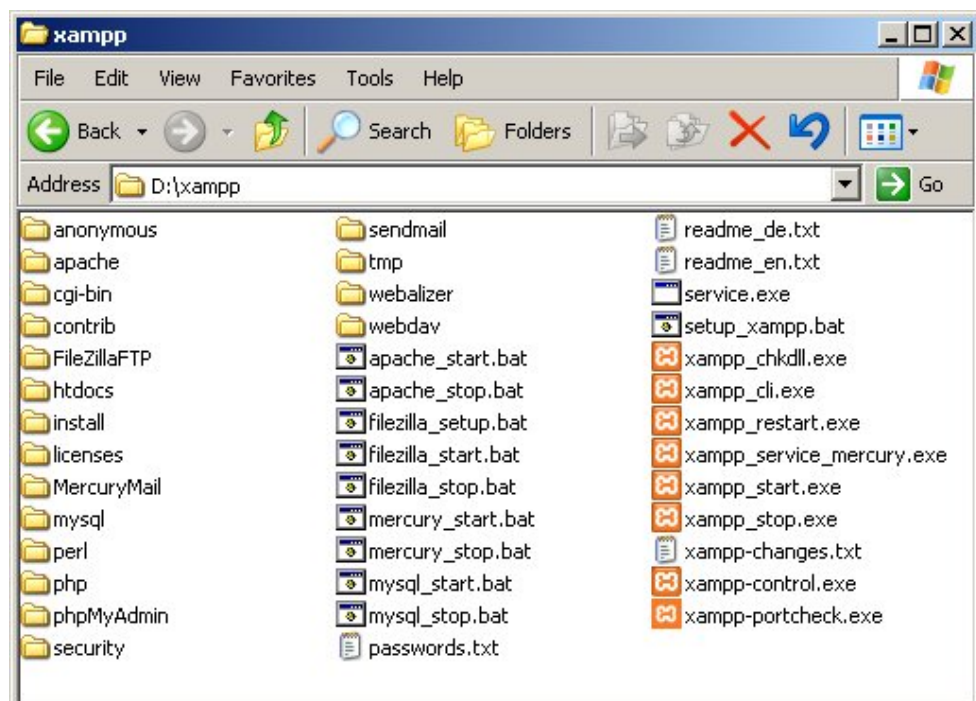 xampp
File Edit View Favorites Tools Help
Back Search Folders
Address D:\xampp Go
anonymous
apache
cgi-bin
contrib
FileZillaFTP
htdocs
install
licenses
MercuryMail
mysql
perl
php
phpMyAdmin
security
sendmail
tmp
webalizer
webdav
apache_start.bat
apache_stop.bat
filezilla_setup.bat
filezilla_start.bat
filezilla_stop.bat
mercury_start.bat
mercury_stop.bat
mysql_start.bat
mysql_stop.bat
passwords.txt
readme_de.txt
readme_en.txt
service.exe
setup_xampp.bat
xampp_chkdll.exe
xampp_cli.exe
xampp_restart.exe
xampp_service_mercury.exe
xampp_start.exe
xampp_stop.exe
xampp-changes.txt
xampp-control.exe
xampp-portcheck.exe